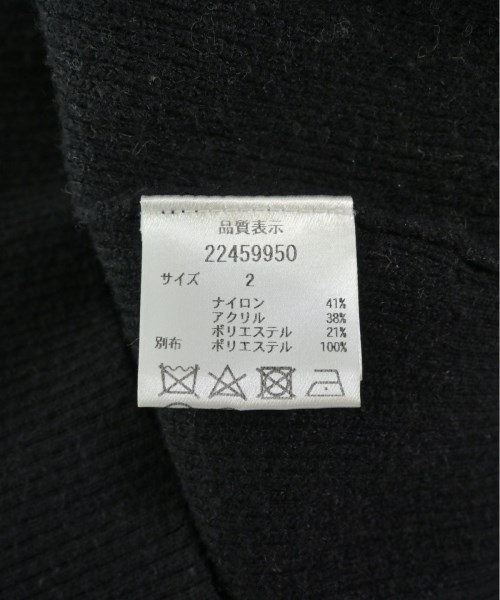 品質表示
22459950
サイズ 2
ナイロン 41%
アクリル 38%
ポリエステル 21%
別布 ポリエステル 100%